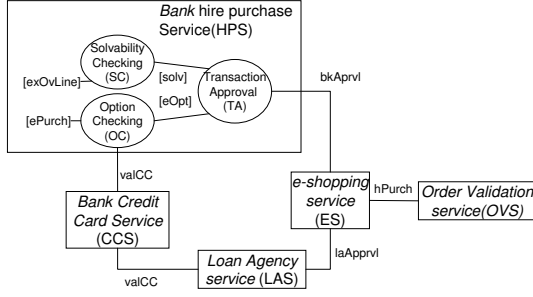 Bank hire purchase
Service(HPS)
Solvability
Checking
(SC)
[exOvLine]
[solv]
Transaction
Approval
(TA)
bkAprvl
[ePurch]
[eOpt]
Option
Checking
(OC)
valCC
e-shopping
service
(ES)
hPurch
Order Validation
service(OVS)
Bank Credit
Card Service
(CCS)
laApprvl
Loan Agency
service (LAS)
valCC